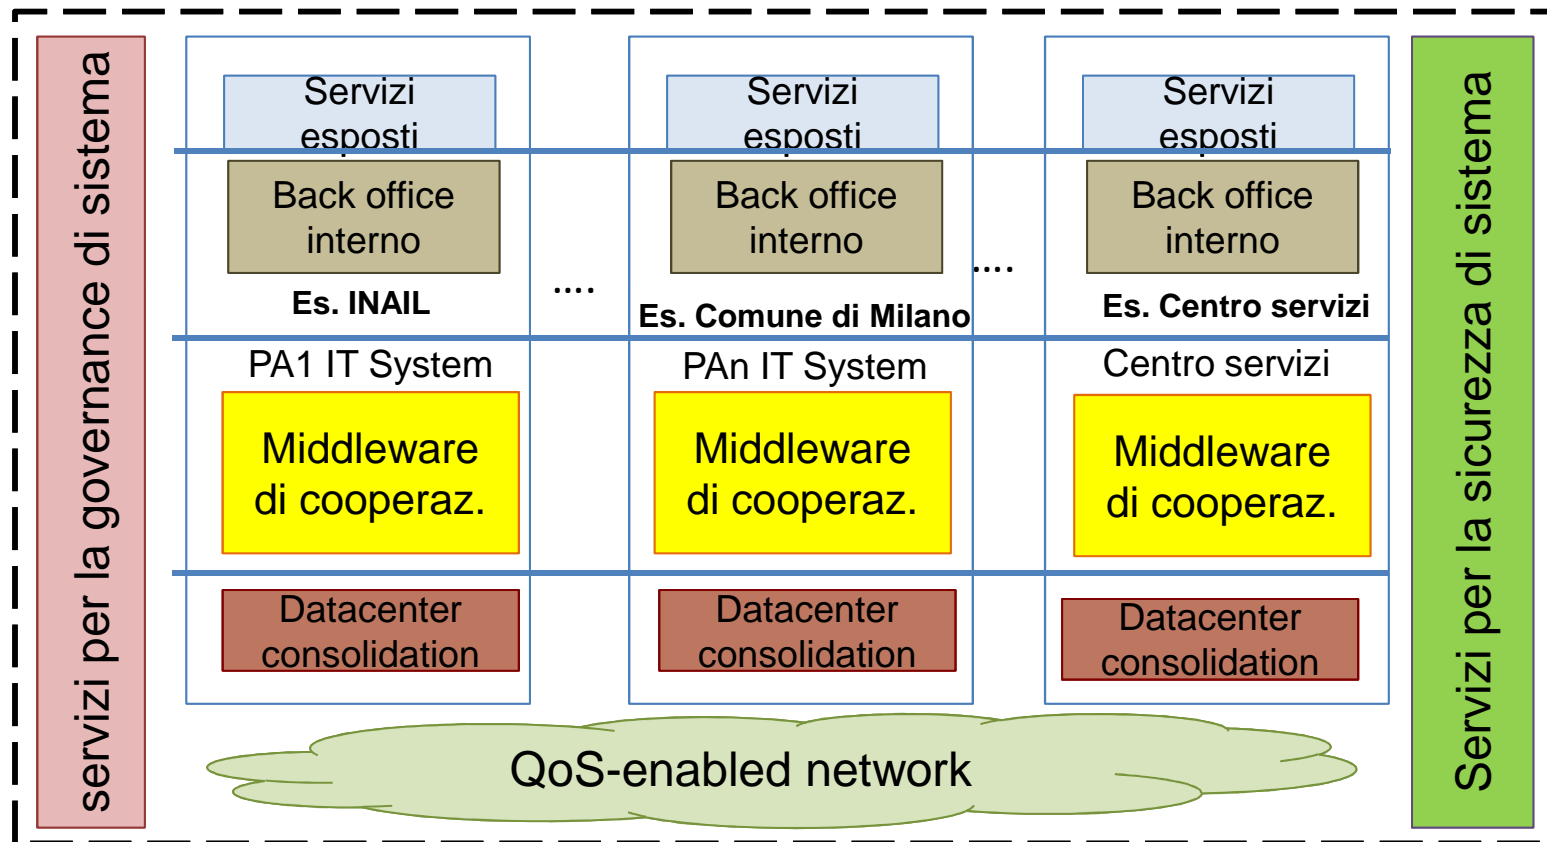 servizi per la governance di sistema
Servizi
esposti
Back office
interno
Es. INAIL
PA1 IT System
Middleware
di cooperaz.
Datacenter
consolidation
....
Servizi
esposti
Back office
interno
Es. Comune di Milano
PAn IT System
Middleware
di cooperaz.
Datacenter
consolidation
....
Servizi
esposti
Back office
interno
Es. Centro servizi
Centro servizi
Middleware
di cooperaz.
Datacenter
consolidation
QoS-enabled network
Servizi per la sicurezza di sistema